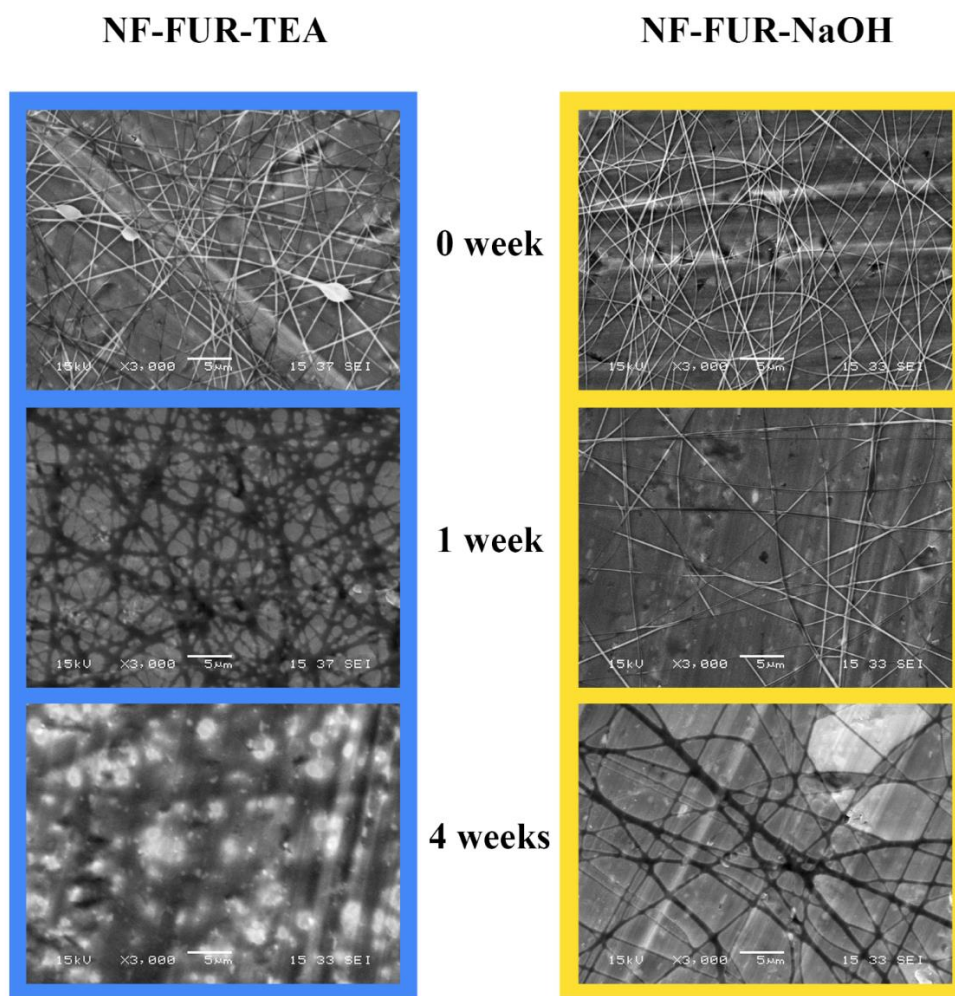 NF-FUR-TEA NF-FUR-NaOH
15kV X3,000 5μm 15 37 SEI
0 week
15kV X3,000 5μm 15 33 SEI
15kV X3,000 5μm 15 37 SEI
1 week
15kV X3,000 5μm 15 33 SEI
15kV X3,000 5μm 15 33 SEI
4 weeks
15kV X3,000 5μm 15 33 SEI